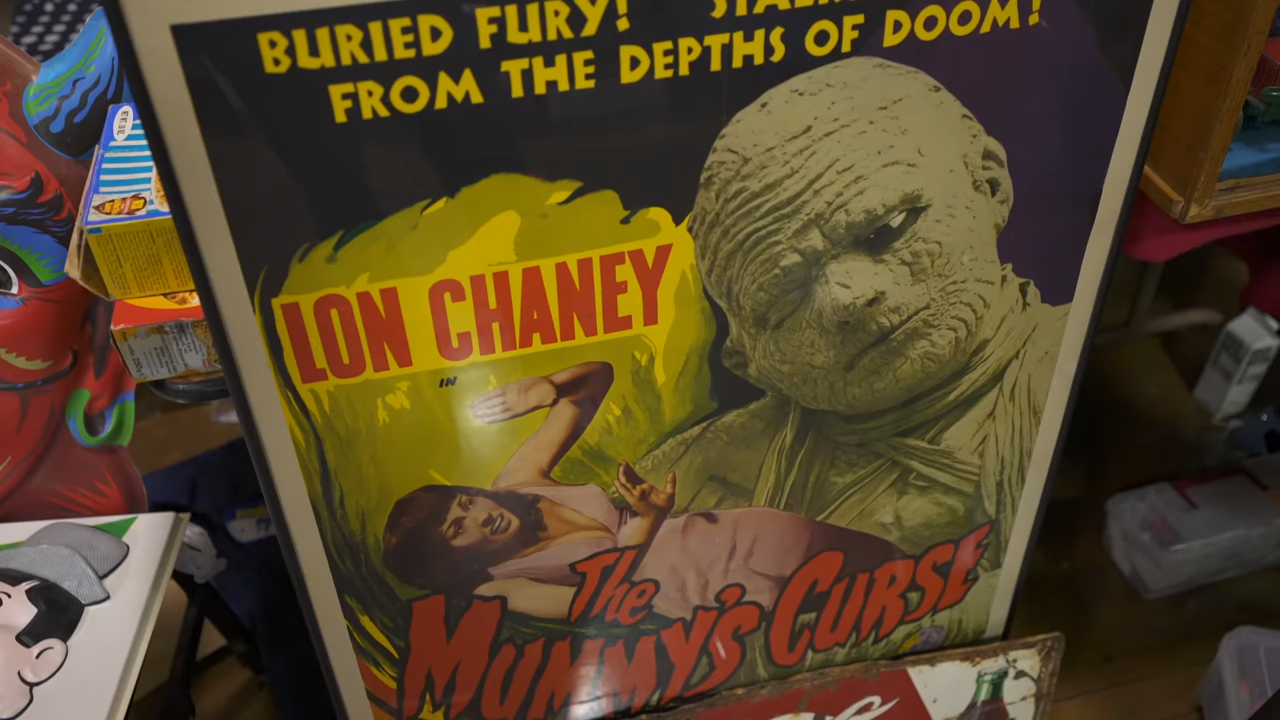 BURIED FURY!
FROM THE DEPTHS OF DOOM!
LON CHANEY
IN
The
MUMMY'S CURSE